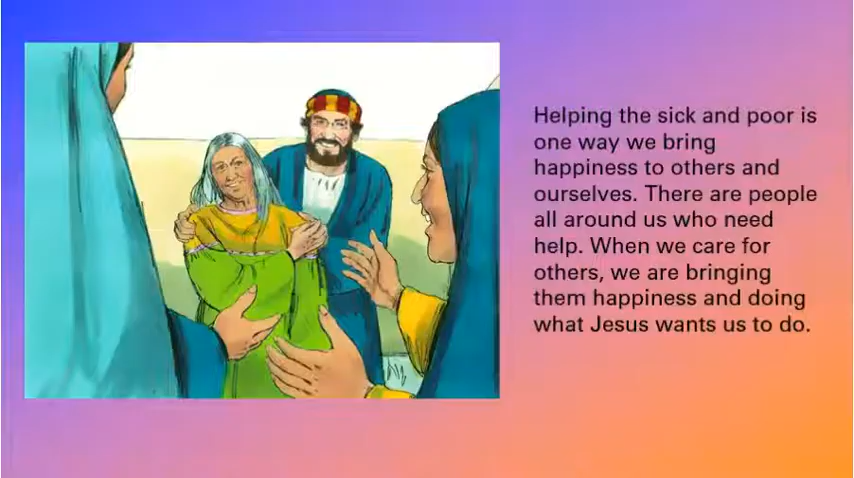 Helping the sick and poor is
one way we bring
happiness to others and
ourselves. There are people
all around us who need
help. When we care for
others, we are bringing
them happiness and doing
what Jesus wants us to do.